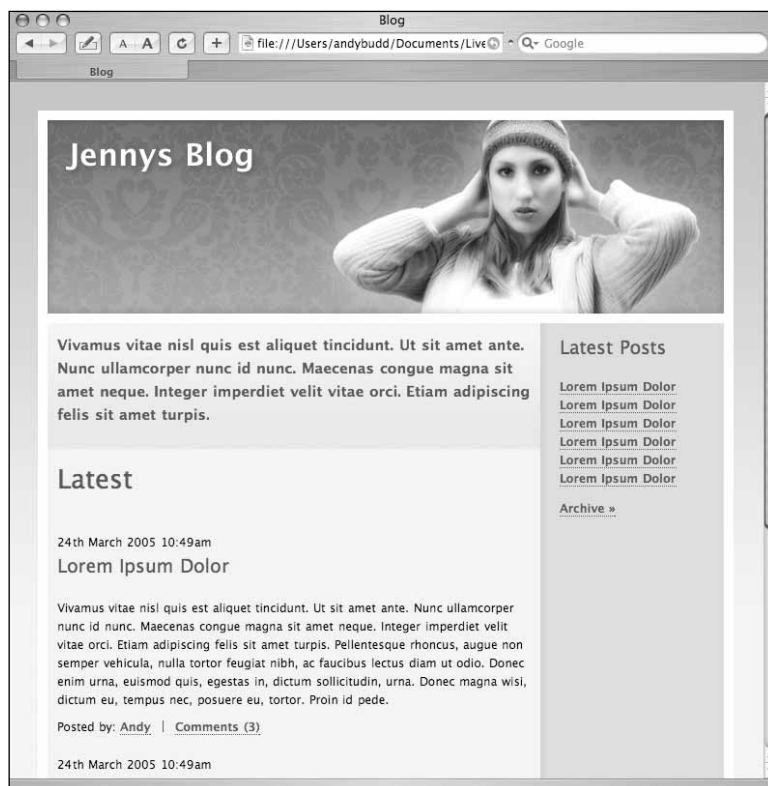 Blog
A A
file:///Users/andybudd/Documents/Live
Google
Blog
Jennys Blog
Vivamus vitae nisl quis est aliquet tincidunt. Ut sit amet ante.
Nunc ullamcorper nunc id nunc. Maecenas congue magna sit
amet neque. Integer imperdiet velit vitae orci. Etiam adipiscing
felis sit amet turpis.
Latest
24th March 2005 10:49am
Lorem Ipsum Dolor
Vivamus vitae nisl quis est aliquet tincidunt. Ut sit amet ante. Nunc ullamcorper
nunc id nunc. Maecenas congue magna sit amet neque. Integer imperdiet velit
vitae orci. Etiam adipiscing felis sit amet turpis. Pellentesque rhoncus, augue non
semper vehicula, nulla tortor feugiat nibh, ac faucibus lectus diam ut odio. Donec
enim urna, euismod quis, egestas in, dictum sollicitudin, urna. Donec magna wisi,
dictum eu, tempus nec, posuere eu, tortor. Proin id pede.
Posted by: Andy | Comments (3)
24th March 2005 10:49am
Latest Posts
Lorem Ipsum Dolor
Lorem Ipsum Dolor
Lorem Ipsum Dolor
Lorem Ipsum Dolor
Lorem Ipsum Dolor
Lorem Ipsum Dolor
Archive »